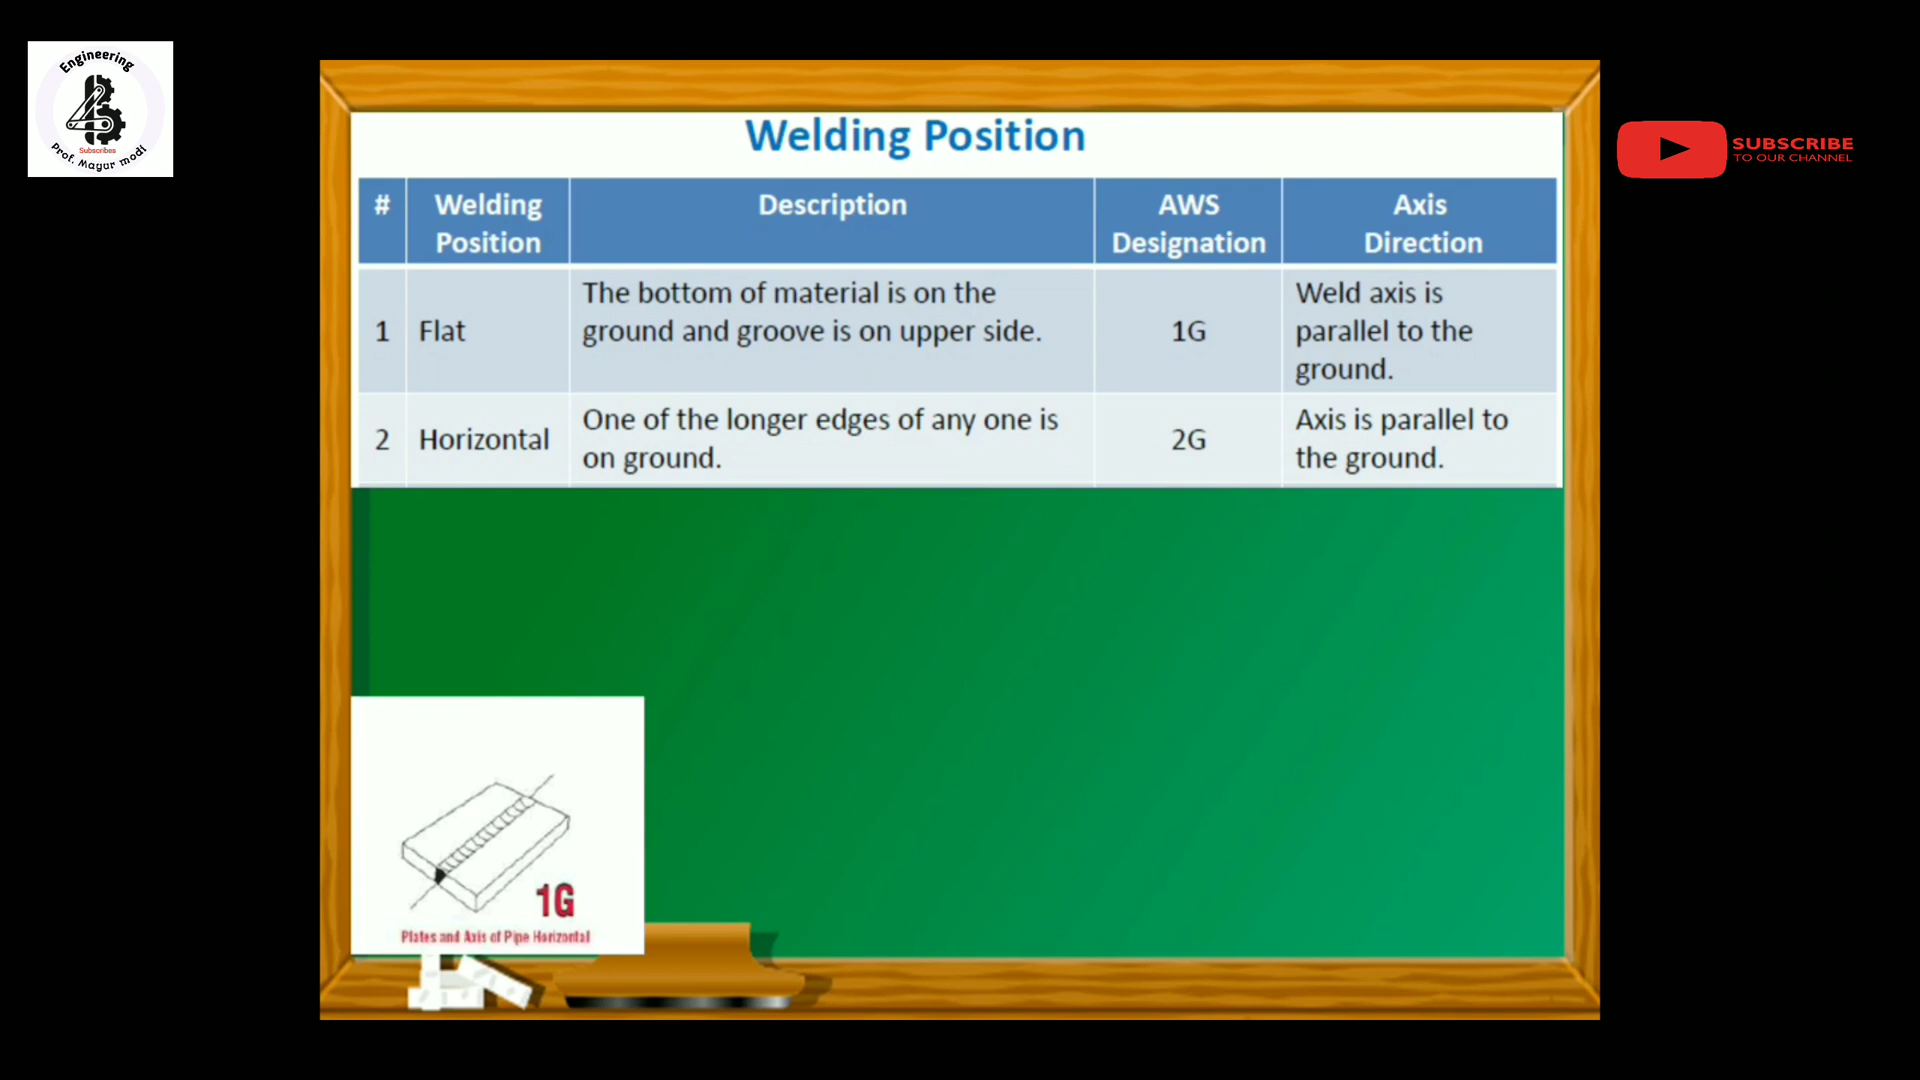 Engineering
Subscribes
Prof. Mayur modi
SUBSCRIBE
TO OUR CHANNEL
Welding Position
# Welding Position Description AWS Designation Axis Direction
1 Flat The bottom of material is on the ground and groove is on upper side. 1G Weld axis is parallel to the ground.
2 Horizontal One of the longer edges of any one is on ground. 2G Axis is parallel to the ground.
1G
Plates and Axis of Pipe Horizontal